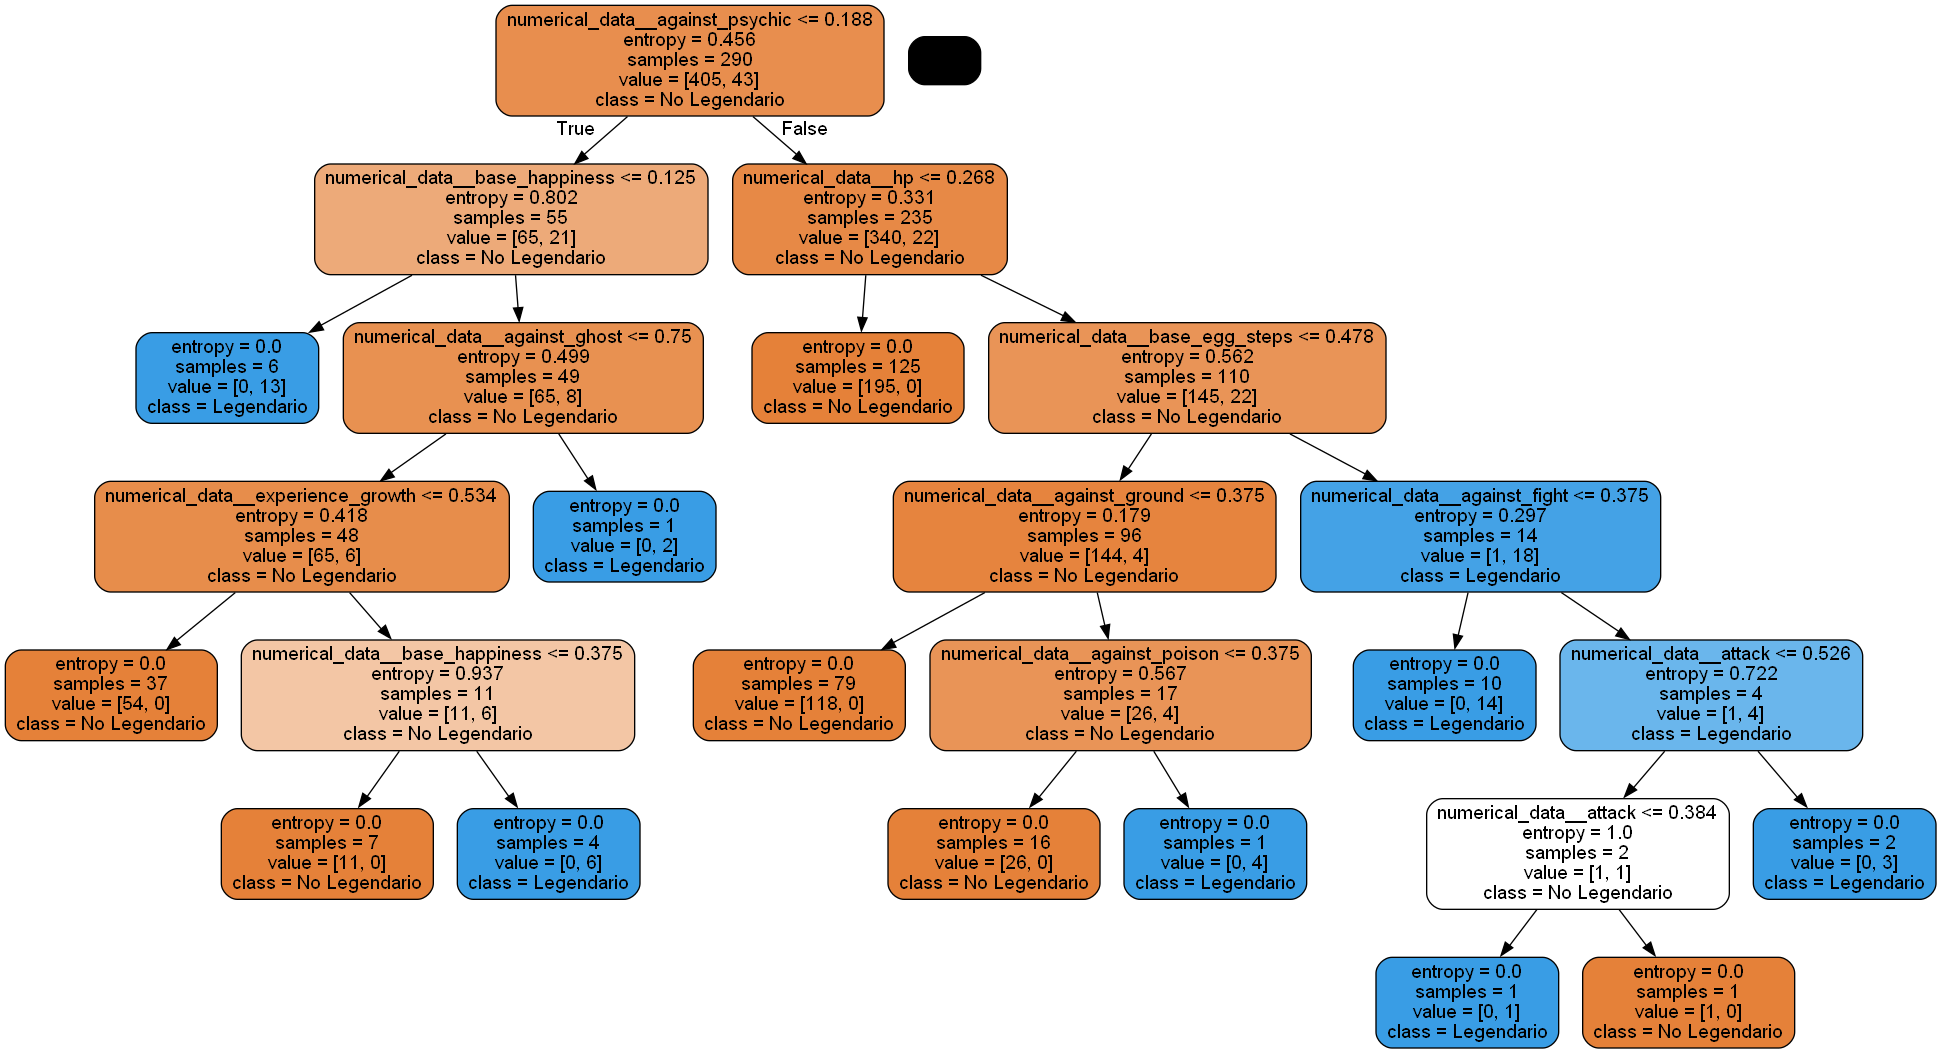 numerical_data__against_psychic <= 0.188
entropy = 0.456
samples = 290
value = [405, 43]
class = No Legendario
True
False
numerical_data__base_happiness <= 0.125
entropy = 0.802
samples = 55
value = [65, 21]
class = No Legendario
numerical_data__hp <= 0.268
entropy = 0.331
samples = 235
value = [340, 22]
class = No Legendario
entropy = 0.0
samples = 6
value = [0, 13]
class = Legendario
numerical_data__against_ghost <= 0.75
entropy = 0.499
samples = 49
value = [65, 8]
class = No Legendario
entropy = 0.0
samples = 125
value = [195, 0]
class = No Legendario
numerical_data__base_egg_steps <= 0.478
entropy = 0.562
samples = 110
value = [145, 22]
class = No Legendario
numerical_data__experience_growth <= 0.534
entropy = 0.418
samples = 48
value = [65, 6]
class = No Legendario
entropy = 0.0
samples = 1
value = [0, 2]
class = Legendario
numerical_data__against_ground <= 0.375
entropy = 0.179
samples = 96
value = [144, 4]
class = No Legendario
numerical_data__against_fight <= 0.375
entropy = 0.297
samples = 14
value = [1, 18]
class = Legendario
entropy = 0.0
samples = 37
value = [54, 0]
class = No Legendario
numerical_data__base_happiness <= 0.375
entropy = 0.937
samples = 11
value = [11, 6]
class = No Legendario
entropy = 0.0
samples = 79
value = [118, 0]
class = No Legendario
numerical_data__against_poison <= 0.375
entropy = 0.567
samples = 17
value = [26, 4]
class = No Legendario
entropy = 0.0
samples = 10
value = [0, 14]
class = Legendario
numerical_data__attack <= 0.526
entropy = 0.722
samples = 4
value = [1, 4]
class = Legendario
entropy = 0.0
samples = 7
value = [11, 0]
class = No Legendario
entropy = 0.0
samples = 4
value = [0, 6]
class = Legendario
entropy = 0.0
samples = 16
value = [26, 0]
class = No Legendario
entropy = 0.0
samples = 1
value = [0, 4]
class = Legendario
numerical_data__attack <= 0.384
entropy = 1.0
samples = 2
value = [1, 1]
class = No Legendario
entropy = 0.0
samples = 2
value = [0, 3]
class = Legendario
entropy = 0.0
samples = 1
value = [0, 1]
class = Legendario
entropy = 0.0
samples = 1
value = [1, 0]
class = No Legendario